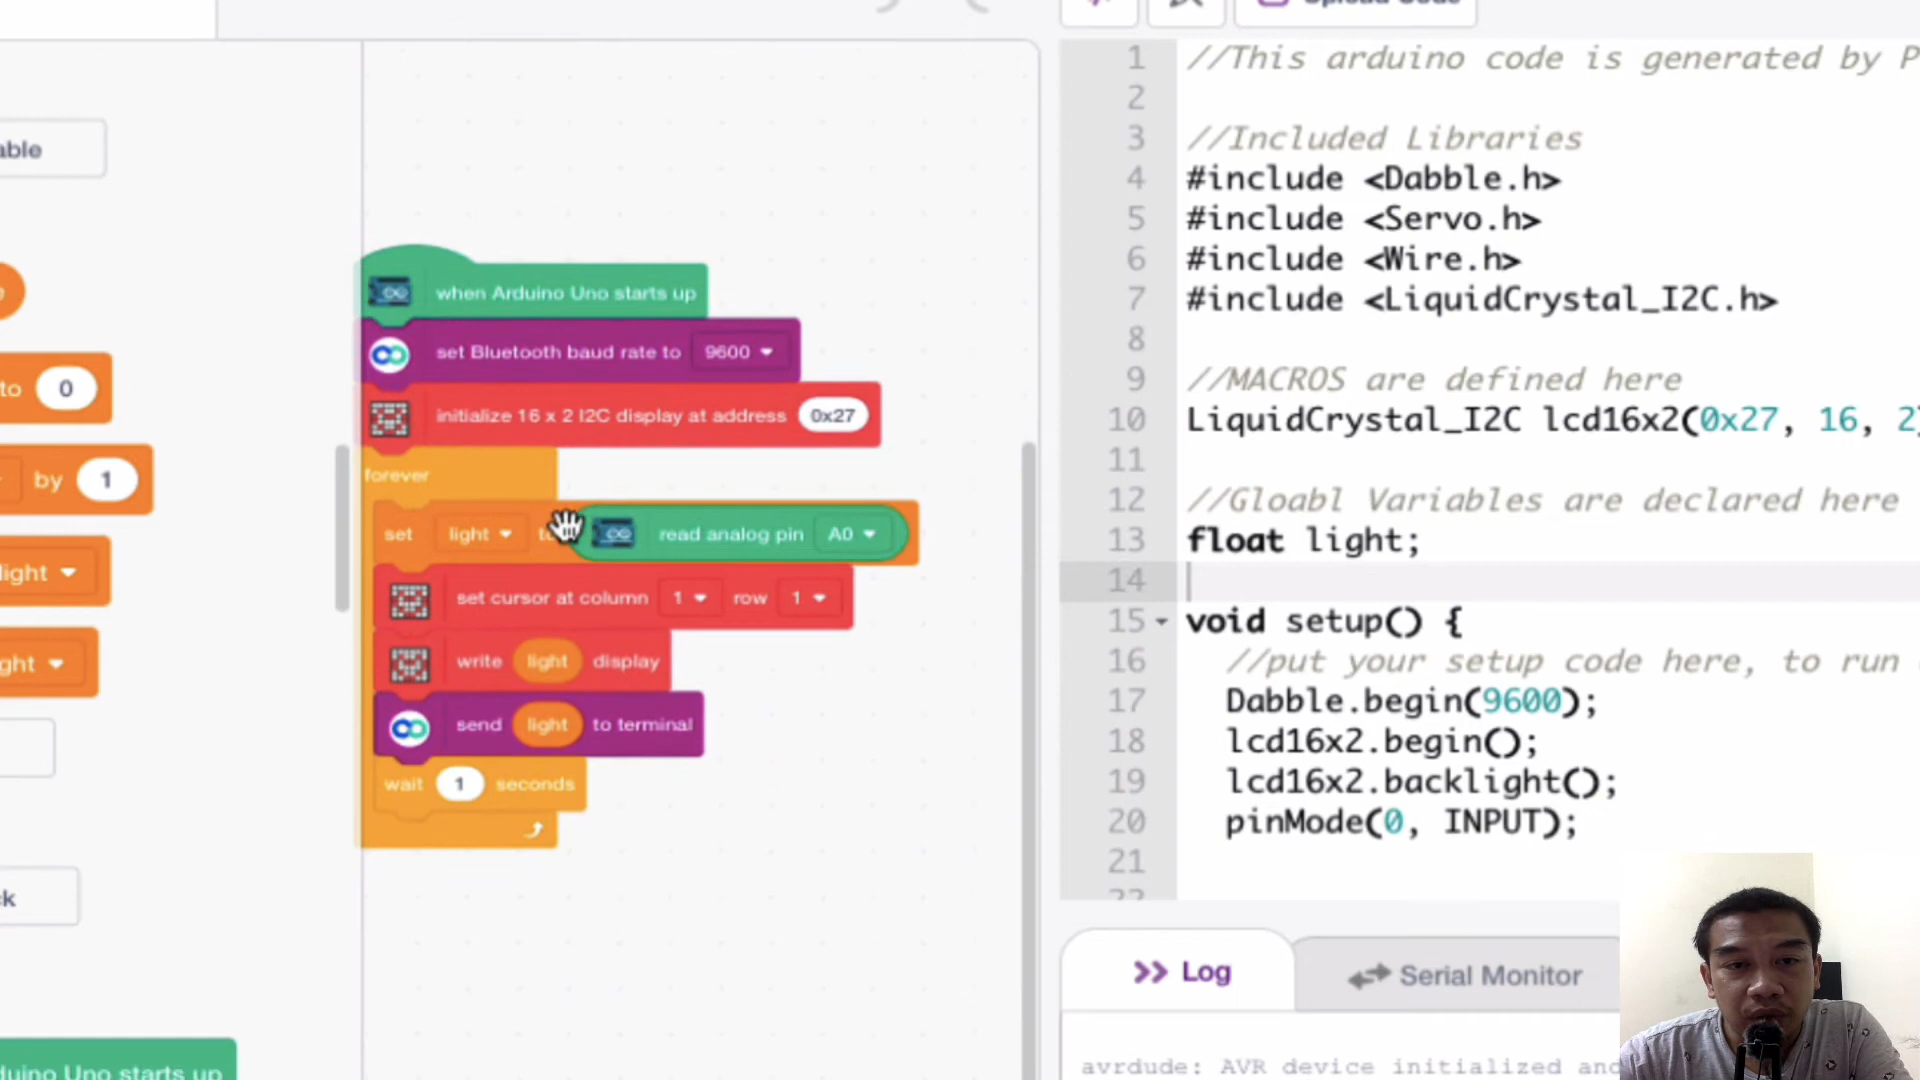 able
to 0
by 1
light
ght
ck
duino Uno starts up
when Arduino Uno starts up
set Bluetooth baud rate to 9600
initialize 16 x 2 I2C display at address 0x27
forever
set light to read analog pin A0
set cursor at column 1 row 1
write light display
send light to terminal
wait 1 seconds
1 //This arduino code is generated by P
2
3 //Included Libraries
4 #include <Dabble.h>
5 #include <Servo.h>
6 #include <Wire.h>
7 #include <LiquidCrystal_I2C.h>
8
9 //MACROS are defined here
10 LiquidCrystal_I2C lcd16x2(0x27, 16, 2)
11
12 //Gloabl Variables are declared here
13 float light;
14
15 void setup() {
16 //put your setup code here, to run
17 Dabble.begin(9600);
18 lcd16x2.begin();
19 lcd16x2.backlight();
20 pinMode(0, INPUT);
21
22
Log
Serial Monitor
avrdude: AVR device initialized and